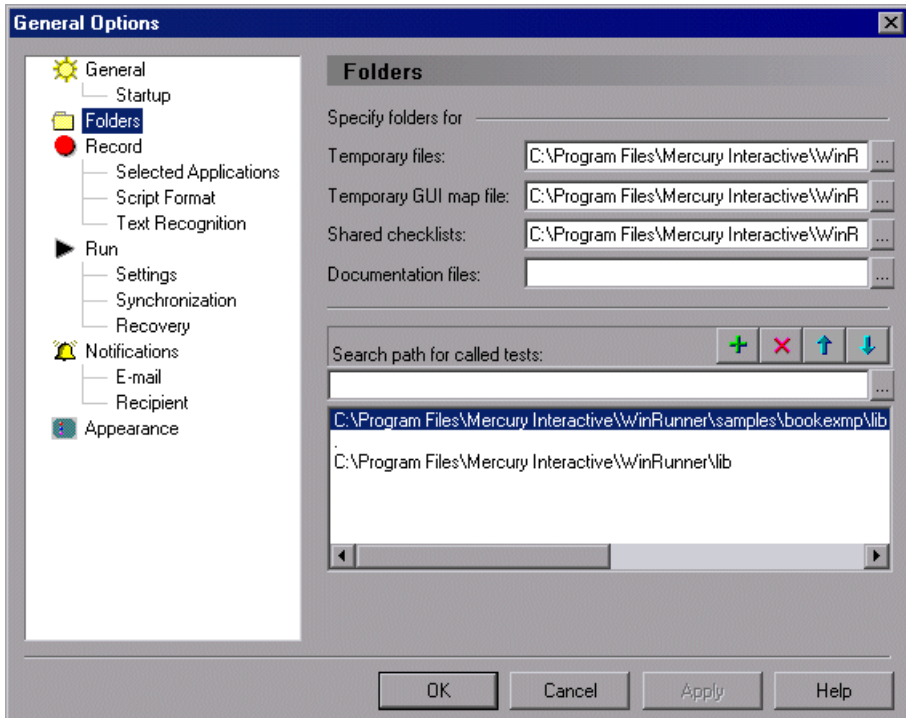 General Options
General
Startup
Folders
Record
Selected Applications
Script Format
Text Recognition
Run
Settings
Synchronization
Recovery
Notifications
E-mail
Recipient
Appearance
Folders
Specify folders for
Temporary files: C:\Program Files\Mercury Interactive\WinR ...
Temporary GUI map file: C:\Program Files\Mercury Interactive\WinR ...
Shared checklists: C:\Program Files\Mercury Interactive\WinR ...
Documentation files: ...
Search path for called tests:
...
C:\Program Files\Mercury Interactive\WinRunner\samples\bookexmp\lib
.
C:\Program Files\Mercury Interactive\WinRunner\lib
OK Cancel Apply Help